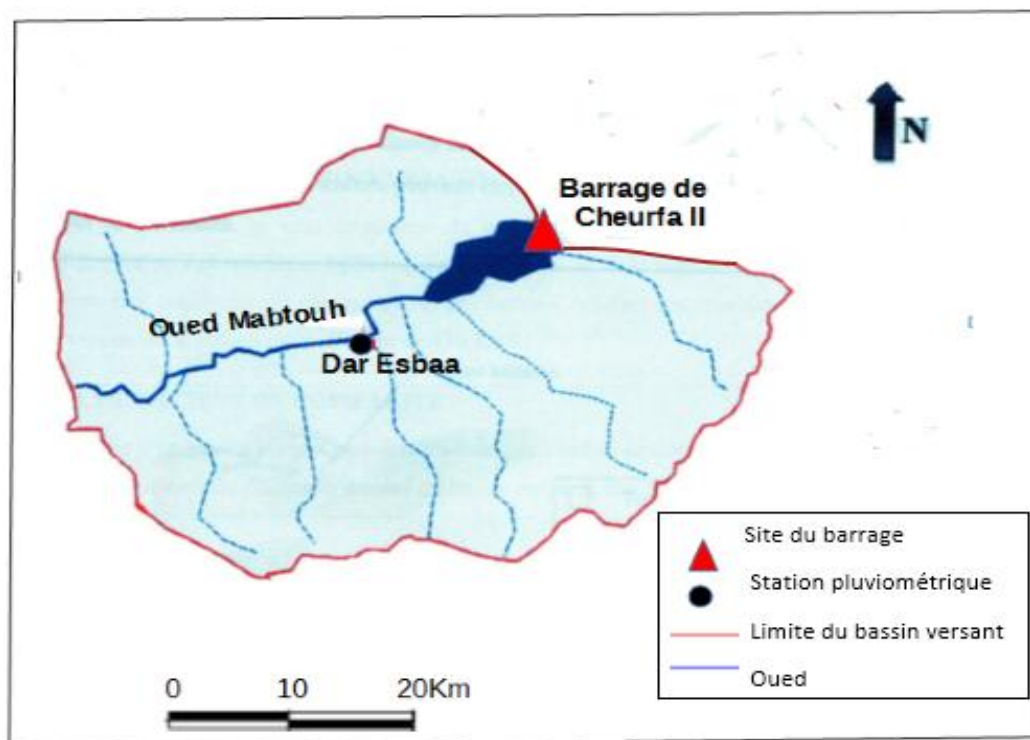 N
Barrage de
Cheurfa II
Oued Mabtouh
Dar Esbaa
Site du barrage
Station pluviométrique
Limite du bassin versant
Oued
0 10 20Km